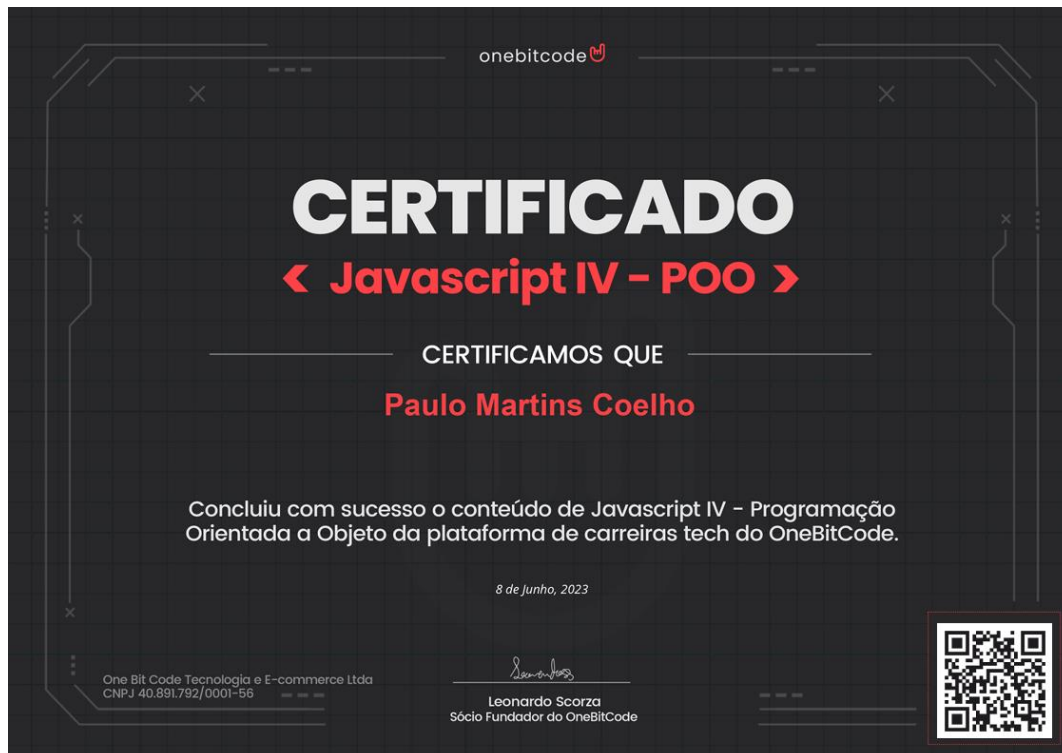 onebitcode
CERTIFICADO
< Javascript IV - POO >
CERTIFICAMOS QUE
Paulo Martins Coelho
Concluiu com sucesso o conteúdo de Javascript IV - Programação
Orientada a Objeto da plataforma de carreiras tech do OneBitCode.
8 de Junho, 2023
One Bit Code Tecnologia e E-commerce Ltda
CNPJ 40.891.792/0001-56
Leonardo Scorza
Sócio Fundador do OneBitCode